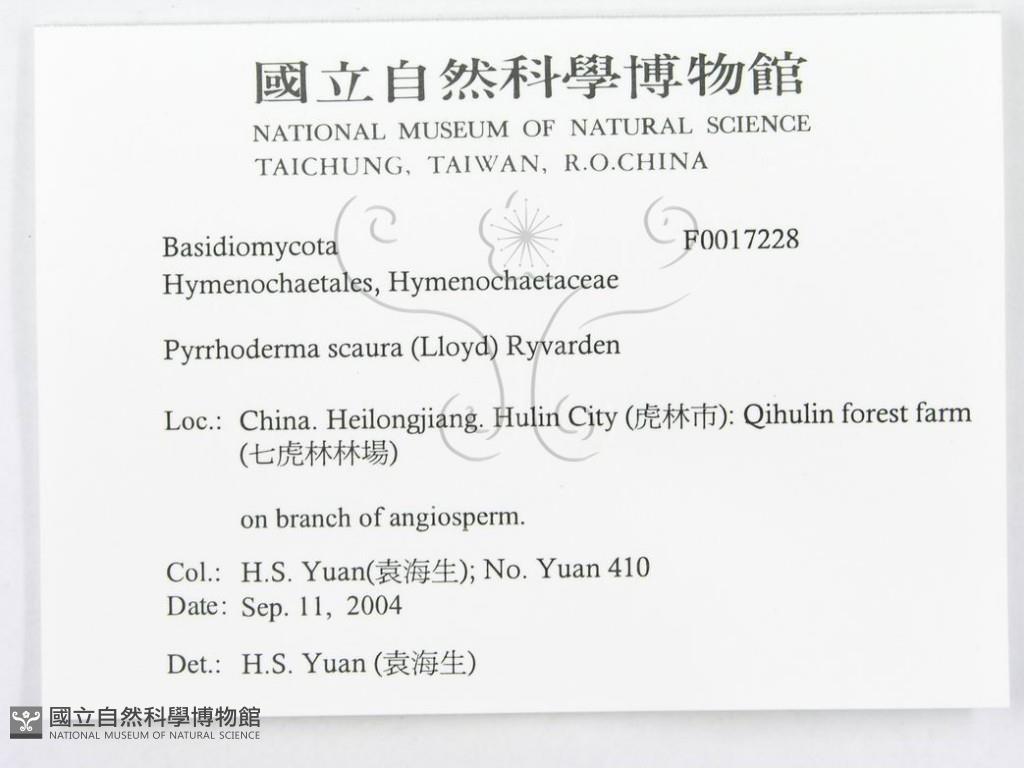 國立自然科學博物館
NATIONAL MUSEUM OF NATURAL SCIENCE
TAICHUNG, TAIWAN, R.O.CHINA
Basidiomycota F0017228
Hymenochaetales, Hymenochaetaceae
Pyrrhoderma scaura (Lloyd) Ryvarden
Loc.: China. Heilongjiang. Hulin City (虎林市): Qihulin forest farm
(七虎林林場)
on branch of angiosperm.
Col.: H.S. Yuan(袁海生); No. Yuan 410
Date: Sep. 11, 2004
Det.: H.S. Yuan (袁海生)
國立自然科學博物館
NATIONAL MUSEUM OF NATURAL SCIENCE